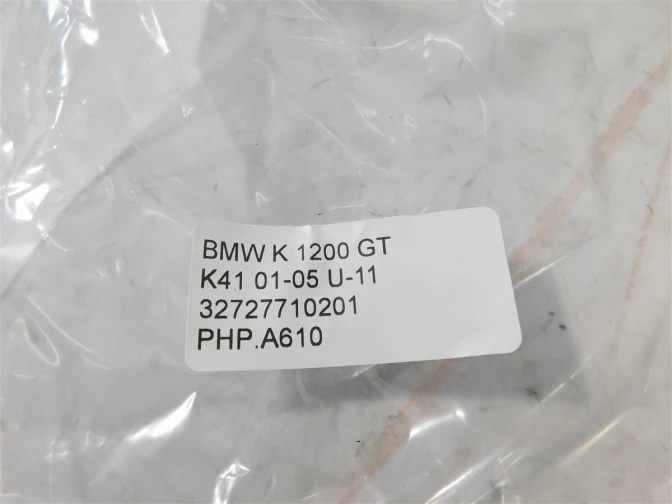 BMW K 1200 GT
K41 01-05 U-11
32727710201
PHP.A610